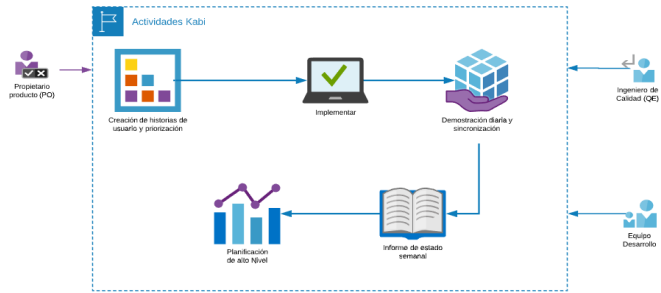 Actividades Kabi
Propietario
producto (PO)
Creación de historias de
usuario y priorización
Implementar
Demostración diaria y
sincronización
Ingeniero de
Calidad (QE)
Planificación
de alto Nivel
Informe de estado
semanal
Equipo
Desarrollo